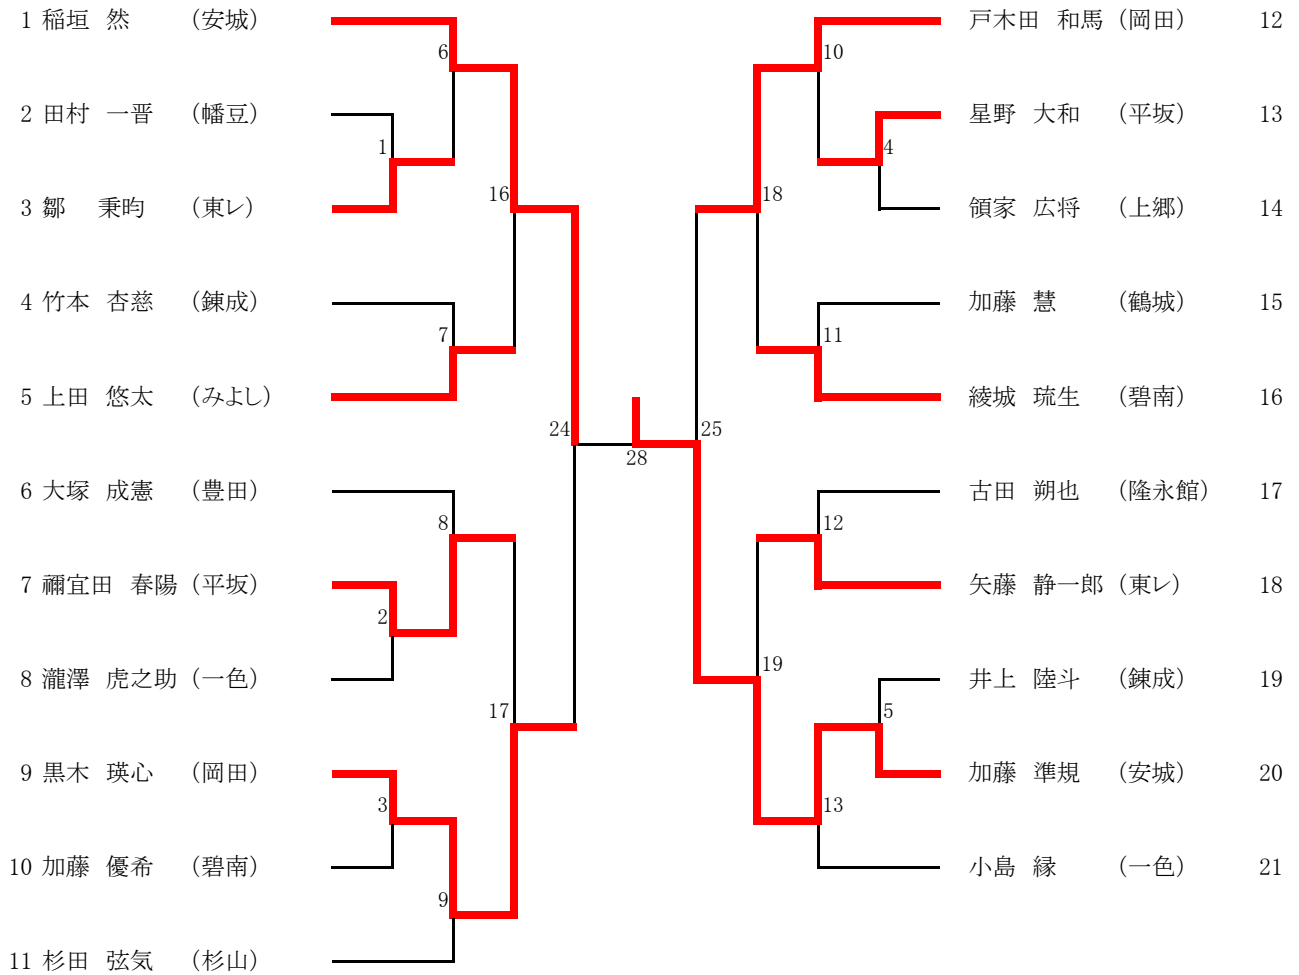 1 稲垣 然 （安城）
戸木田 和馬（岡田） 12
6
10
2 田村 一晋 （幡豆）
星野 大和 （平坂） 13
1
4
3 鄒 秉昀 （東レ）
16
18
領家 広将 （上郷） 14
4 竹本 杏慈 （錬成）
加藤 慧 （鶴城） 15
7
11
5 上田 悠太 （みよし）
綾城 琉生 （碧南） 16
24
25
28
6 大塚 成憲 （豊田）
古田 朔也 （隆永館） 17
8
12
7 禰宜田 春陽（平坂）
矢藤 静一郎（東レ） 18
2
19
8 瀧澤 虎之助（一色）
井上 陸斗 （錬成） 19
17
5
9 黒木 瑛心 （岡田）
加藤 準規 （安城） 20
3
13
10 加藤 優希 （碧南）
小島 縁 （一色） 21
9
11 杉田 弦気 （杉山）